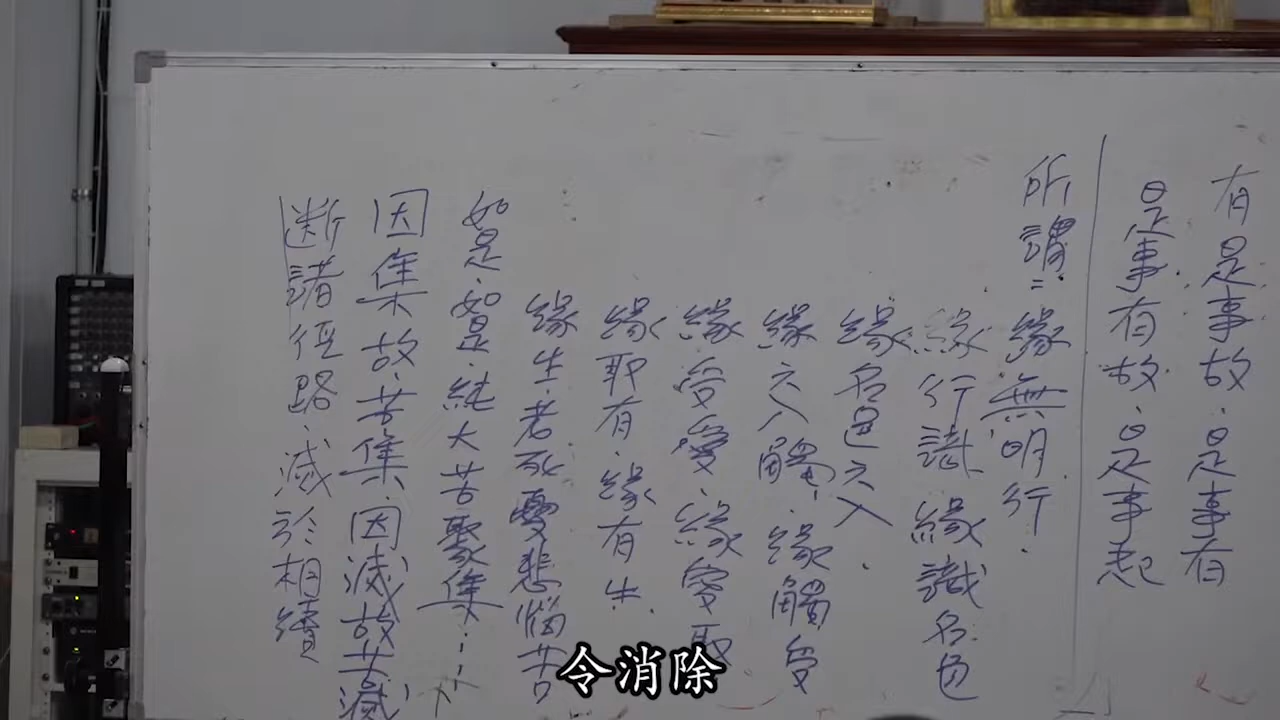 有是事故.是事有
是事有故.是事起
所謂:緣無明行.
緣行識.緣識名色
緣名色六入.
緣六入觸.緣觸受
緣受愛.緣愛取
緣取有.緣有生.
緣生老死憂悲惱苦
如是.如是.純大苦聚集……
因集故苦集.因滅故苦滅
斷諸徑路.滅於相續
令消除